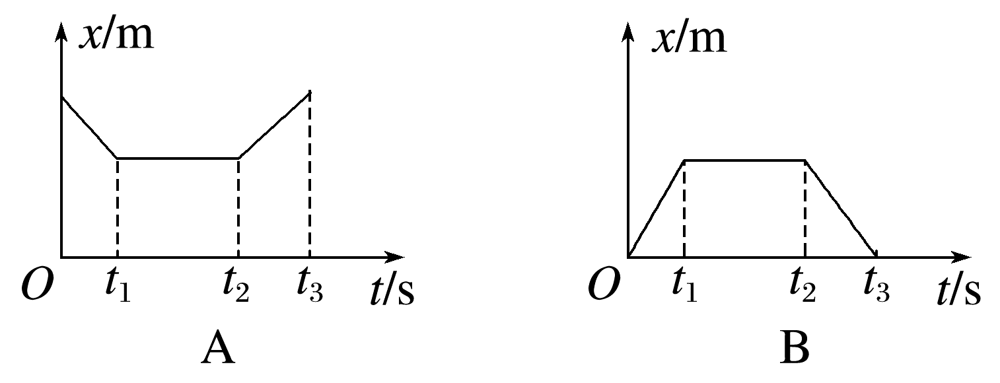 x/m
O t₁ t₂ t₃ t/s
A
x/m
O t₁ t₂ t₃ t/s
B